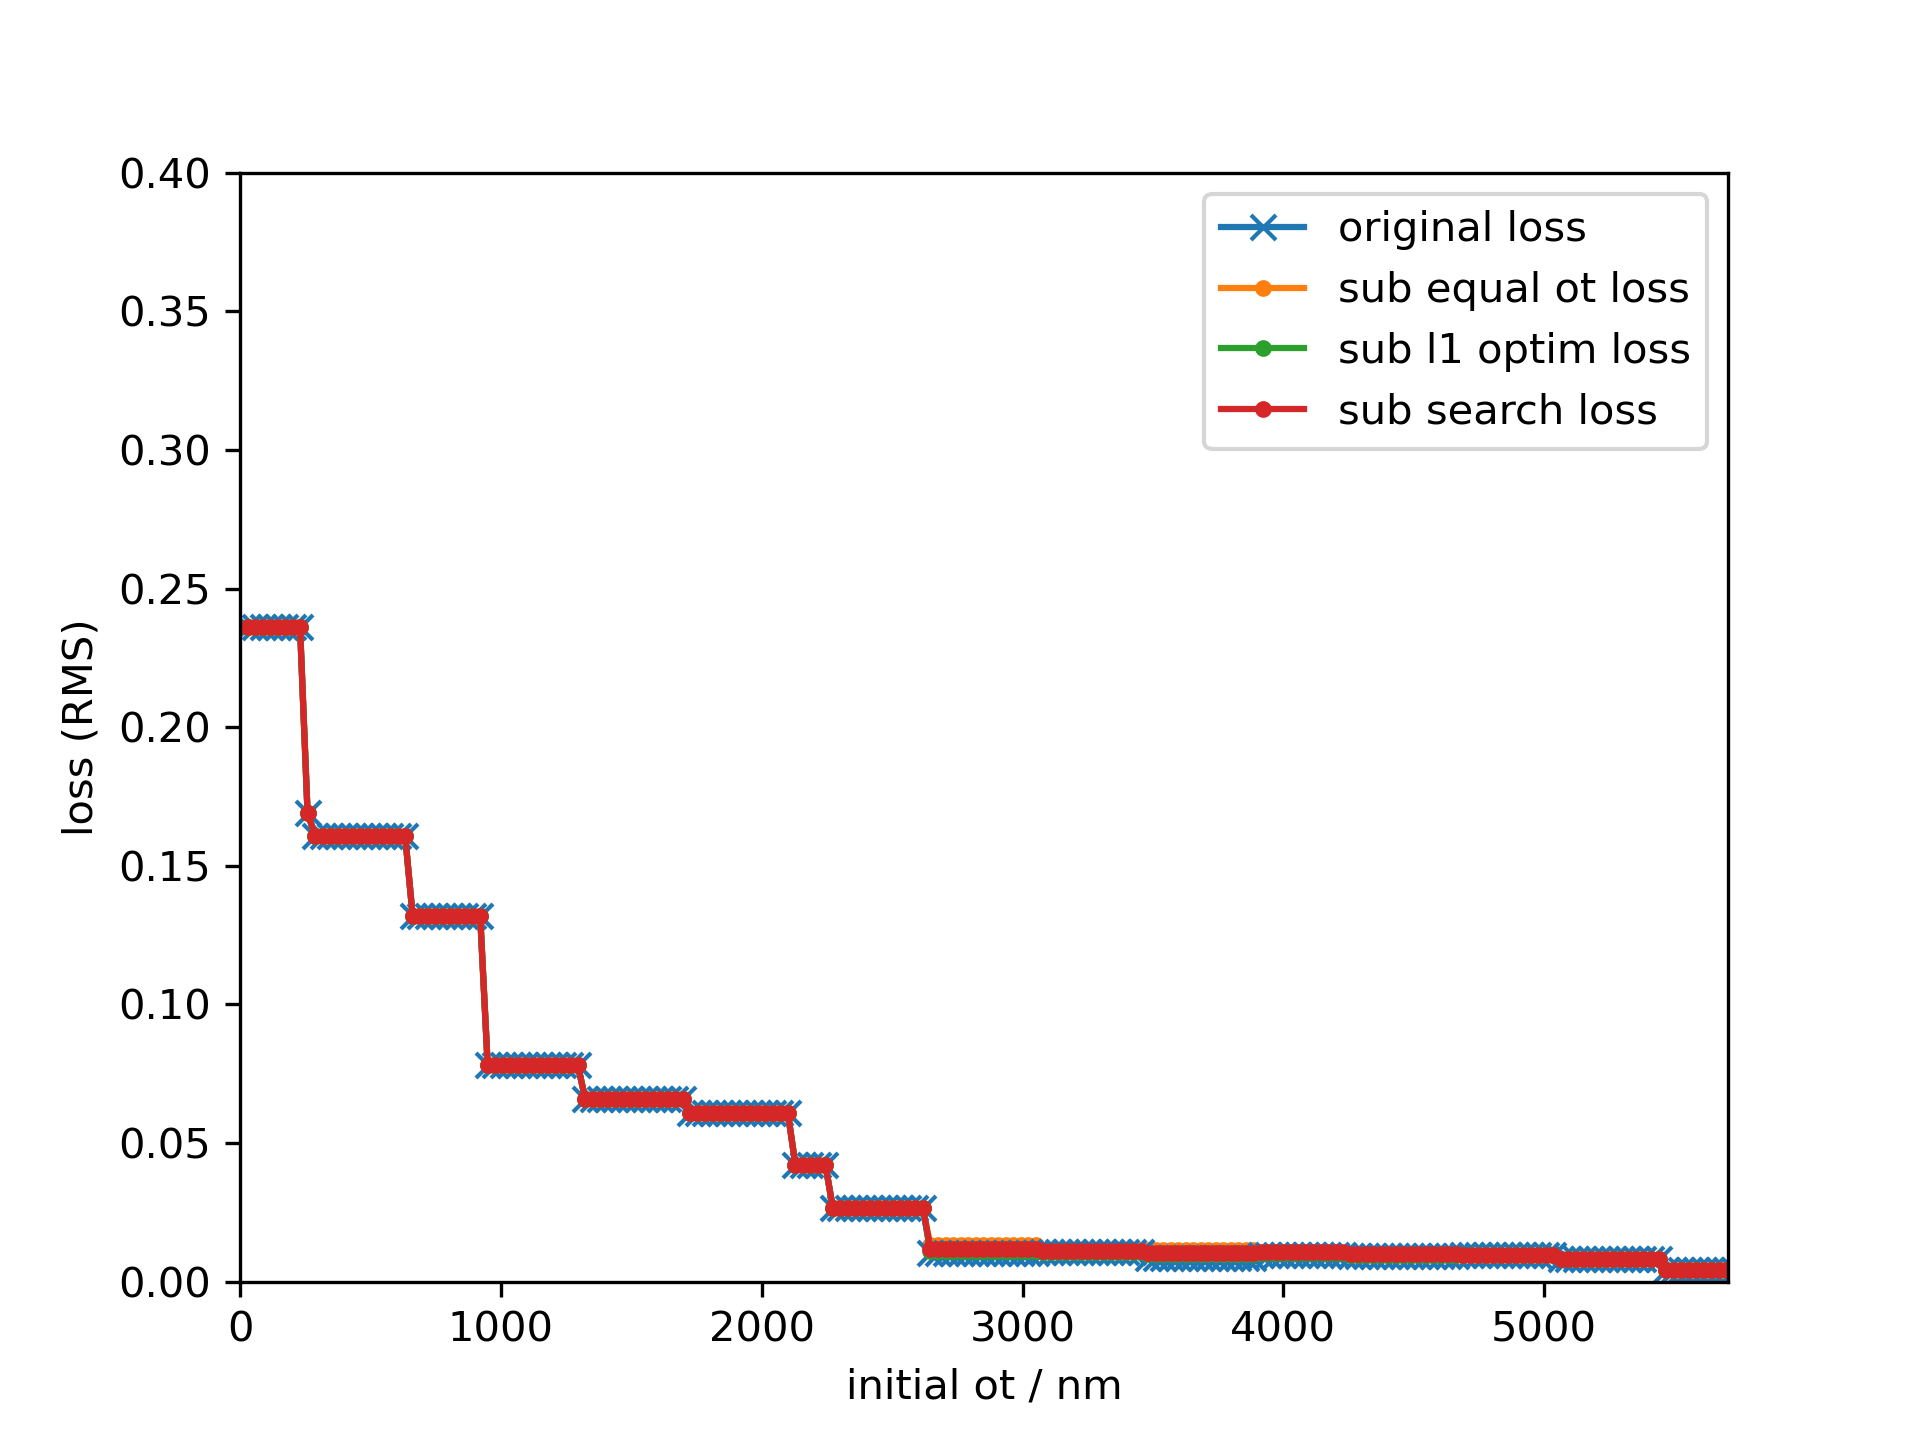 0.40
0.35
0.30
0.25
0.20
0.15
0.10
0.05
0.00
loss (RMS)
original loss
sub equal ot loss
sub l1 optim loss
sub search loss
0 1000 2000 3000 4000 5000
initial ot / nm